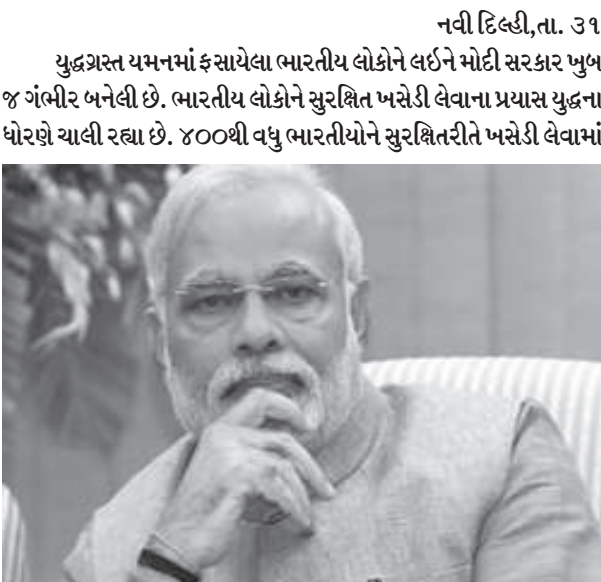 નવી દિલ્હી,તા. ૩૧
યુદ્ધગ્રસ્ત યમનમાં ફસાયેલા ભારતીય લોકોને લઇને મોદી સરકાર ખુબ
જ ગંભીર બનેલી છે. ભારતીય લોકોને સુરક્ષિત ખસેડી લેવાના પ્રયાસ યુદ્ધના
ધોરણે ચાલી રહ્યા છે. ૪૦૦થી વધુ ભારતીયોને સુરક્ષિતરીતે ખસેડી લેવામાં